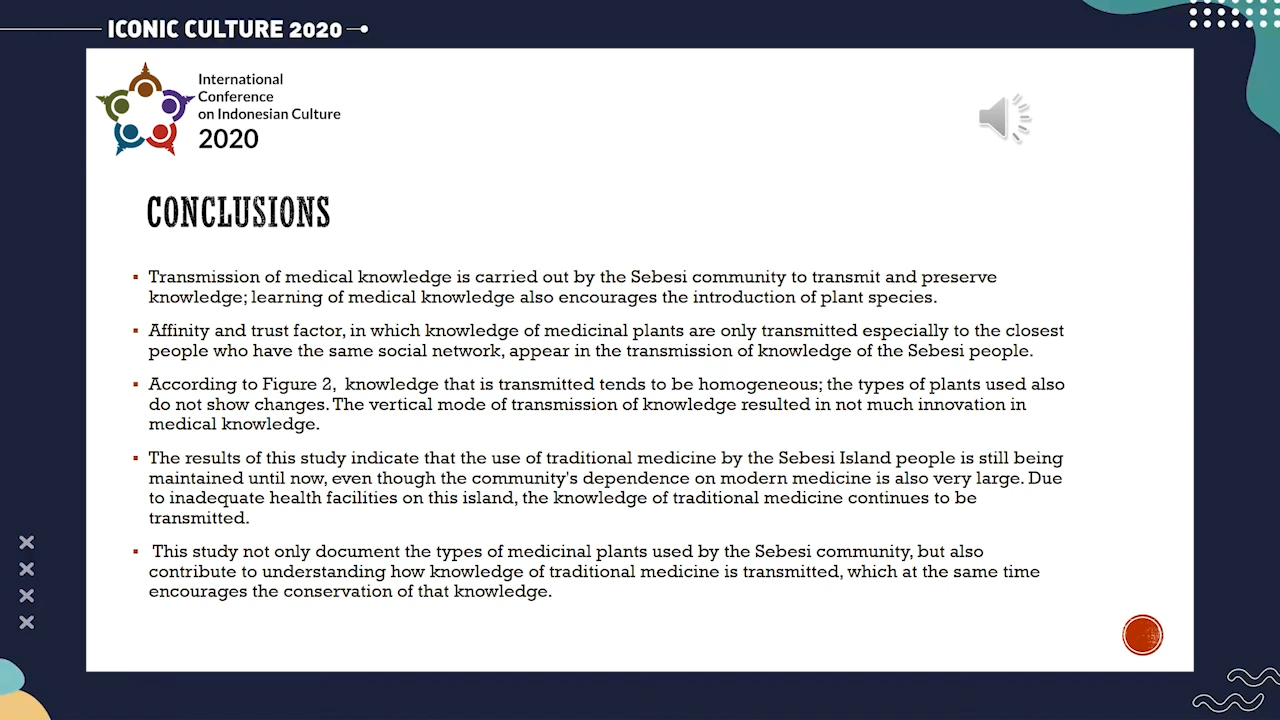 ICONIC CULTURE 2020
International
Conference
on Indonesian Culture
2020
CONCLUSIONS
Transmission of medical knowledge is carried out by the Sebesi community to transmit and preserve
knowledge; learning of medical knowledge also encourages the introduction of plant species.
Affinity and trust factor, in which knowledge of medicinal plants are only transmitted especially to the closest
people who have the same social network, appear in the transmission of knowledge of the Sebesi people.
According to Figure 2, knowledge that is transmitted tends to be homogeneous; the types of plants used also
do not show changes. The vertical mode of transmission of knowledge resulted in not much innovation in
medical knowledge.
The results of this study indicate that the use of traditional medicine by the Sebesi Island people is still being
maintained until now, even though the community's dependence on modern medicine is also very large. Due
to inadequate health facilities on this island, the knowledge of traditional medicine continues to be
transmitted.
This study not only document the types of medicinal plants used by the Sebesi community, but also
contribute to understanding how knowledge of traditional medicine is transmitted, which at the same time
encourages the conservation of that knowledge.